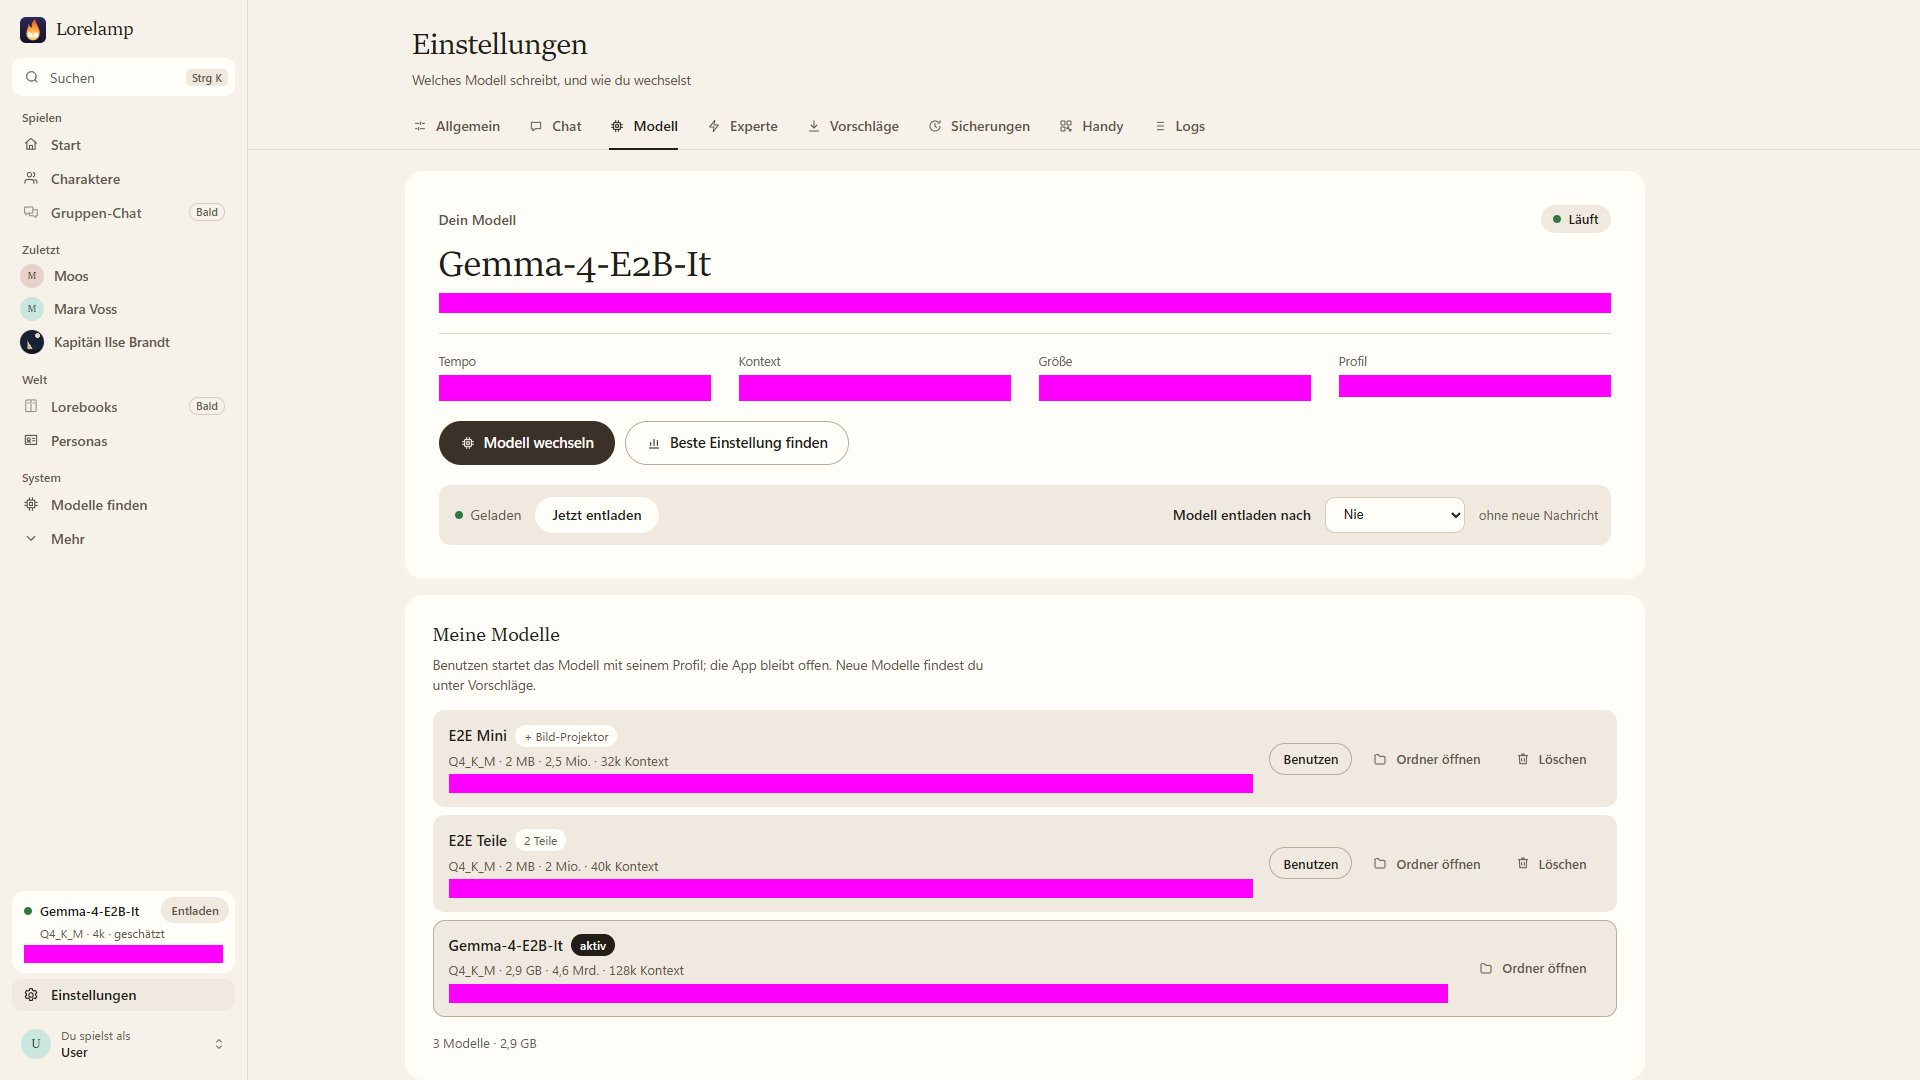 Lorelamp
Suchen
Strg K
Spielen
Start
Charaktere
Gruppen-Chat
Bald
Zuletzt
M
Moos
M
Mara Voss
Kapitän Ilse Brandt
Welt
Lorebooks
Bald
Personas
System
Modelle finden
Mehr
Gemma-4-E2B-It
Entladen
Q4_K_M · 4k · geschätzt
Einstellungen
U
Du spielst als
User
Einstellungen
Welches Modell schreibt, und wie du wechselst
Allgemein
Chat
Modell
Experte
Vorschläge
Sicherungen
Handy
Logs
Dein Modell
Läuft
Gemma-4-E2B-It
Tempo
Kontext
Größe
Profil
Modell wechseln
Beste Einstellung finden
Geladen
Jetzt entladen
Modell entladen nach
Nie
ohne neue Nachricht
Meine Modelle
Benutzen startet das Modell mit seinem Profil; die App bleibt offen. Neue Modelle findest du
unter Vorschläge.
E2E Mini
+ Bild-Projektor
Q4_K_M · 2 MB · 2,5 Mio. · 32k Kontext
Benutzen
Ordner öffnen
Löschen
E2E Teile
2 Teile
Q4_K_M · 2 MB · 2 Mio. · 40k Kontext
Benutzen
Ordner öffnen
Löschen
Gemma-4-E2B-It
aktiv
Q4_K_M · 2,9 GB · 4,6 Mrd. · 128k Kontext
Ordner öffnen
3 Modelle · 2,9 GB